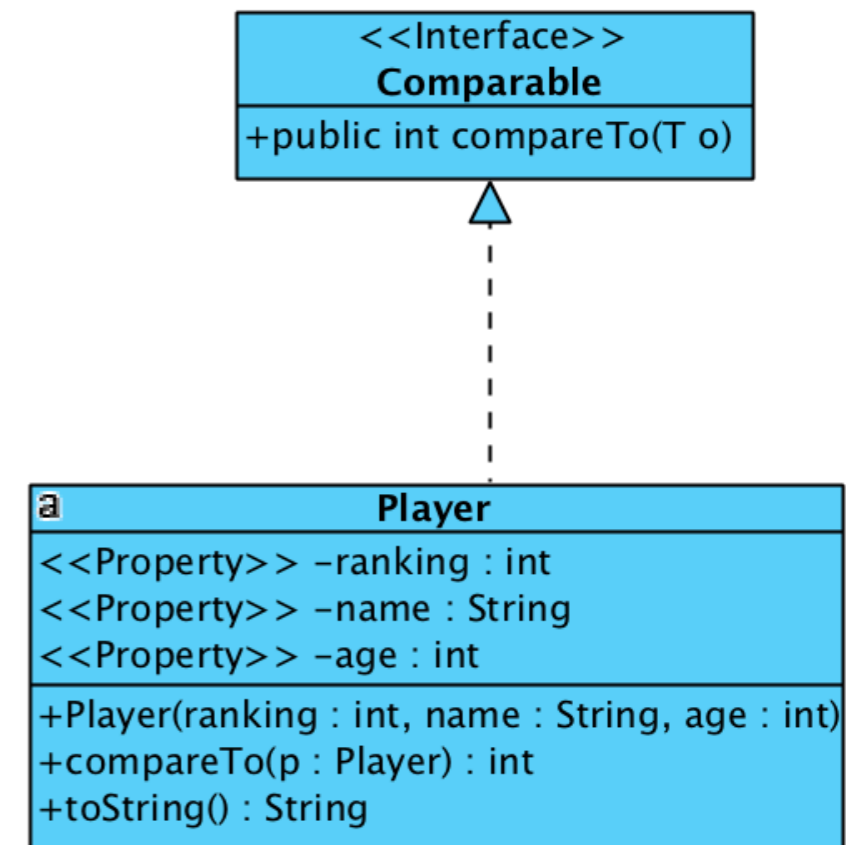 <<Interface>>
Comparable
+public int compareTo(T o)
a
Player
<<Property>> -ranking : int
<<Property>> -name : String
<<Property>> -age : int
+Player(ranking : int, name : String, age : int)
+compareTo(p : Player) : int
+toString() : String